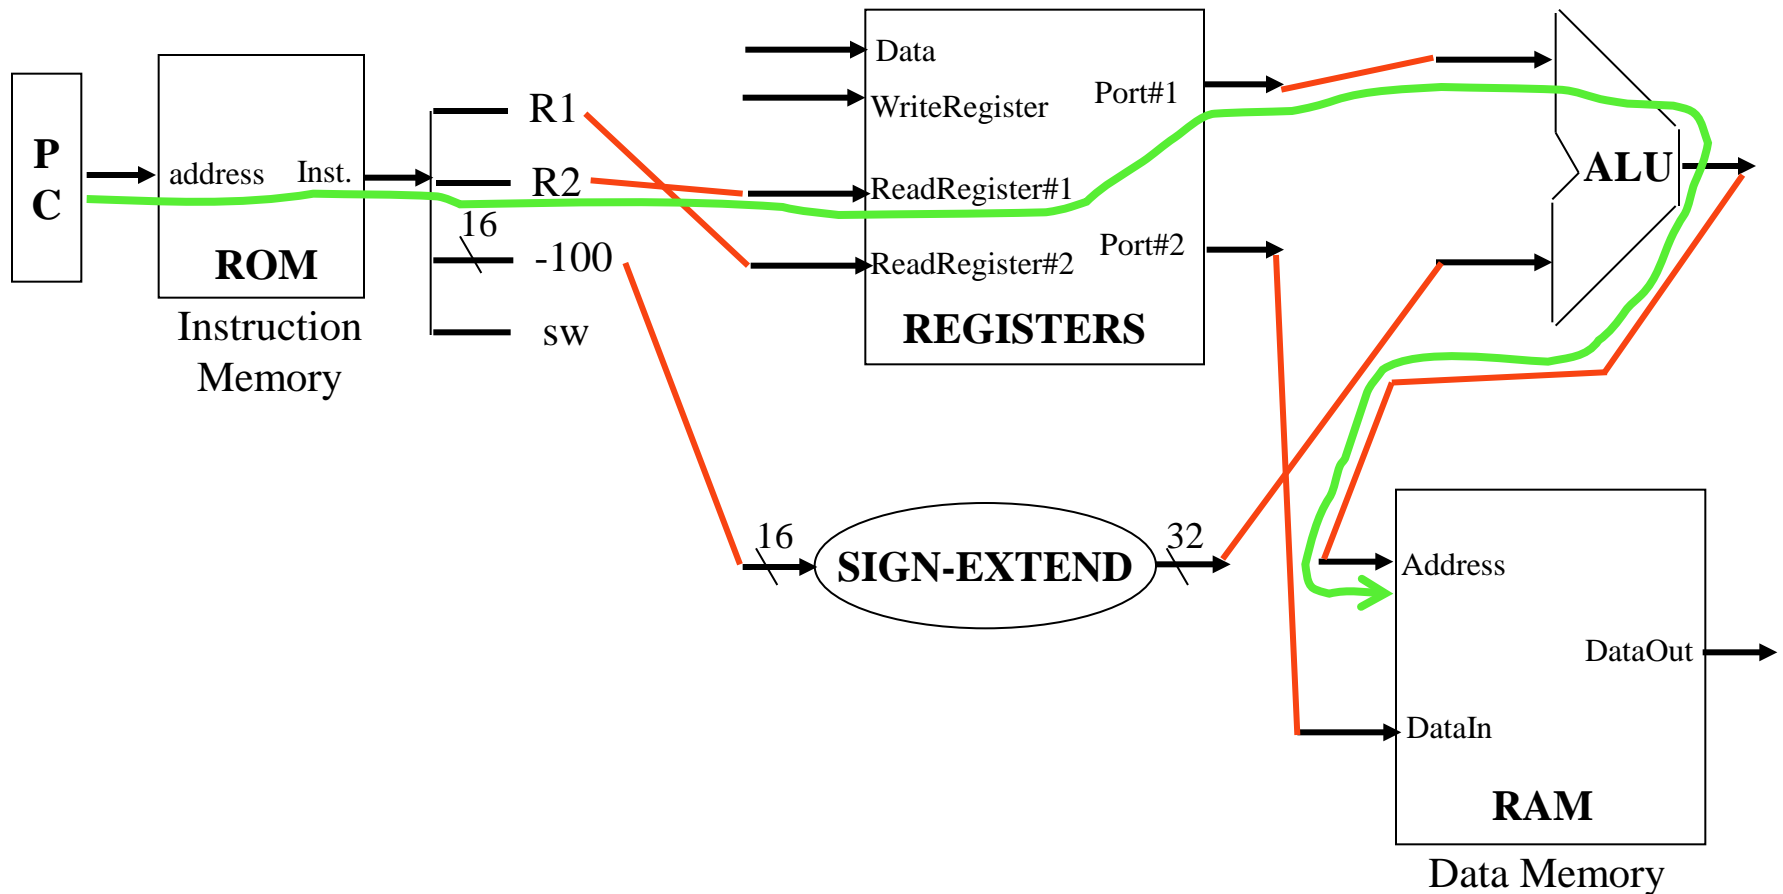 P
C
address
Inst.
ROM
Instruction
Memory
R1
R2
16
-100
sw
Data
WriteRegister
ReadRegister#1
ReadRegister#2
Port#1
Port#2
REGISTERS
ALU
16
SIGN-EXTEND
32
Address
DataOut
DataIn
RAM
Data Memory